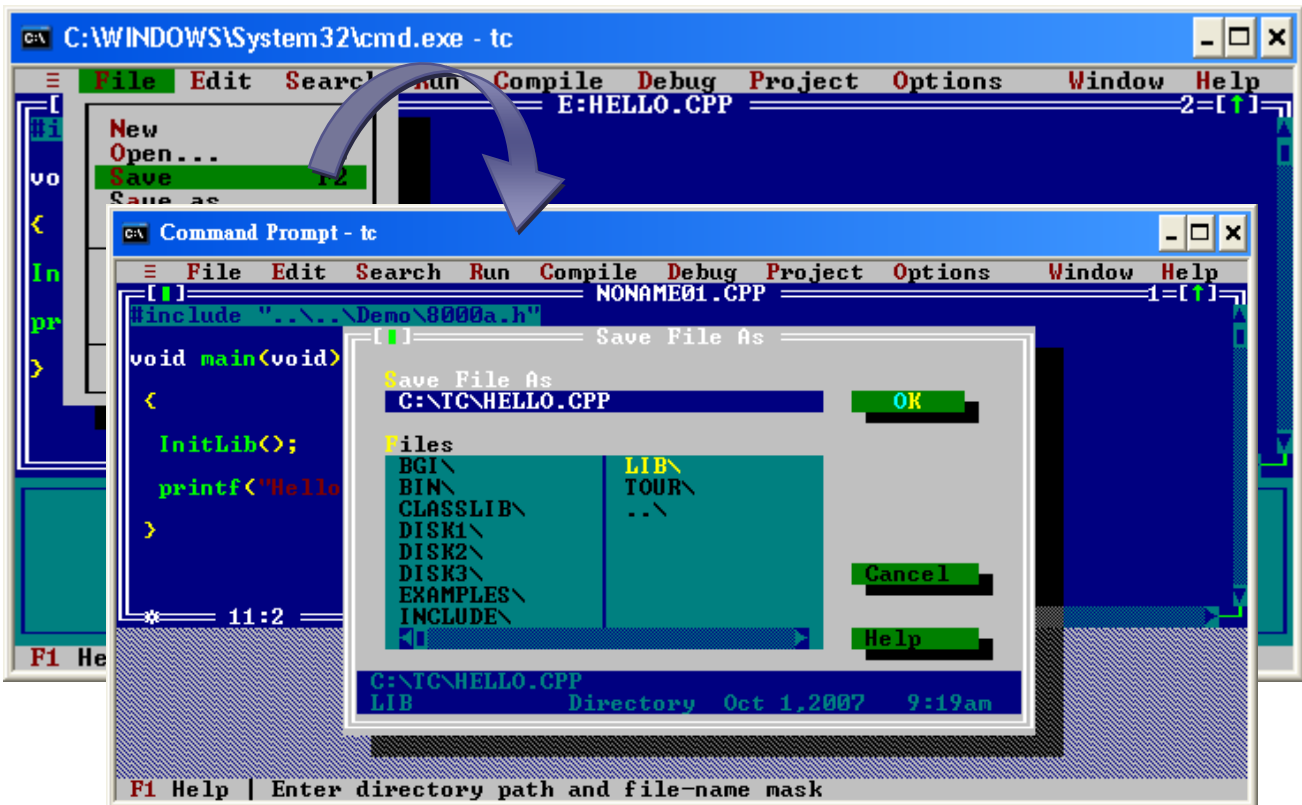 C:\WINDOWS\System32\cmd.exe - tc
≡ File Edit Search Run Compile Debug Project Options Window Help
E:HELLO.CPP 2=[↑]
#i
New
Open...
vo
Save F2
Save as
{
In
pr
}
F1 He
Command Prompt - tc
≡ File Edit Search Run Compile Debug Project Options Window Help
NONAME01.CPP 1=[↑]
#include "..\..\Demo\8000a.h"
void main(void)
{
InitLib();
printf("Hello
}
11:2
Save File As
Save File As
C:\TC\HELLO.CPP
OK
Files
BGI\ LIB\
BIN\ TOUR\
CLASSLIB\ ..\
DISK1\
DISK2\
DISK3\
EXAMPLES\
INCLUDE\
Cancel
Help
C:\TC\HELLO.CPP
LIB Directory Oct 1,2007 9:19am
F1 Help | Enter directory path and file-name mask